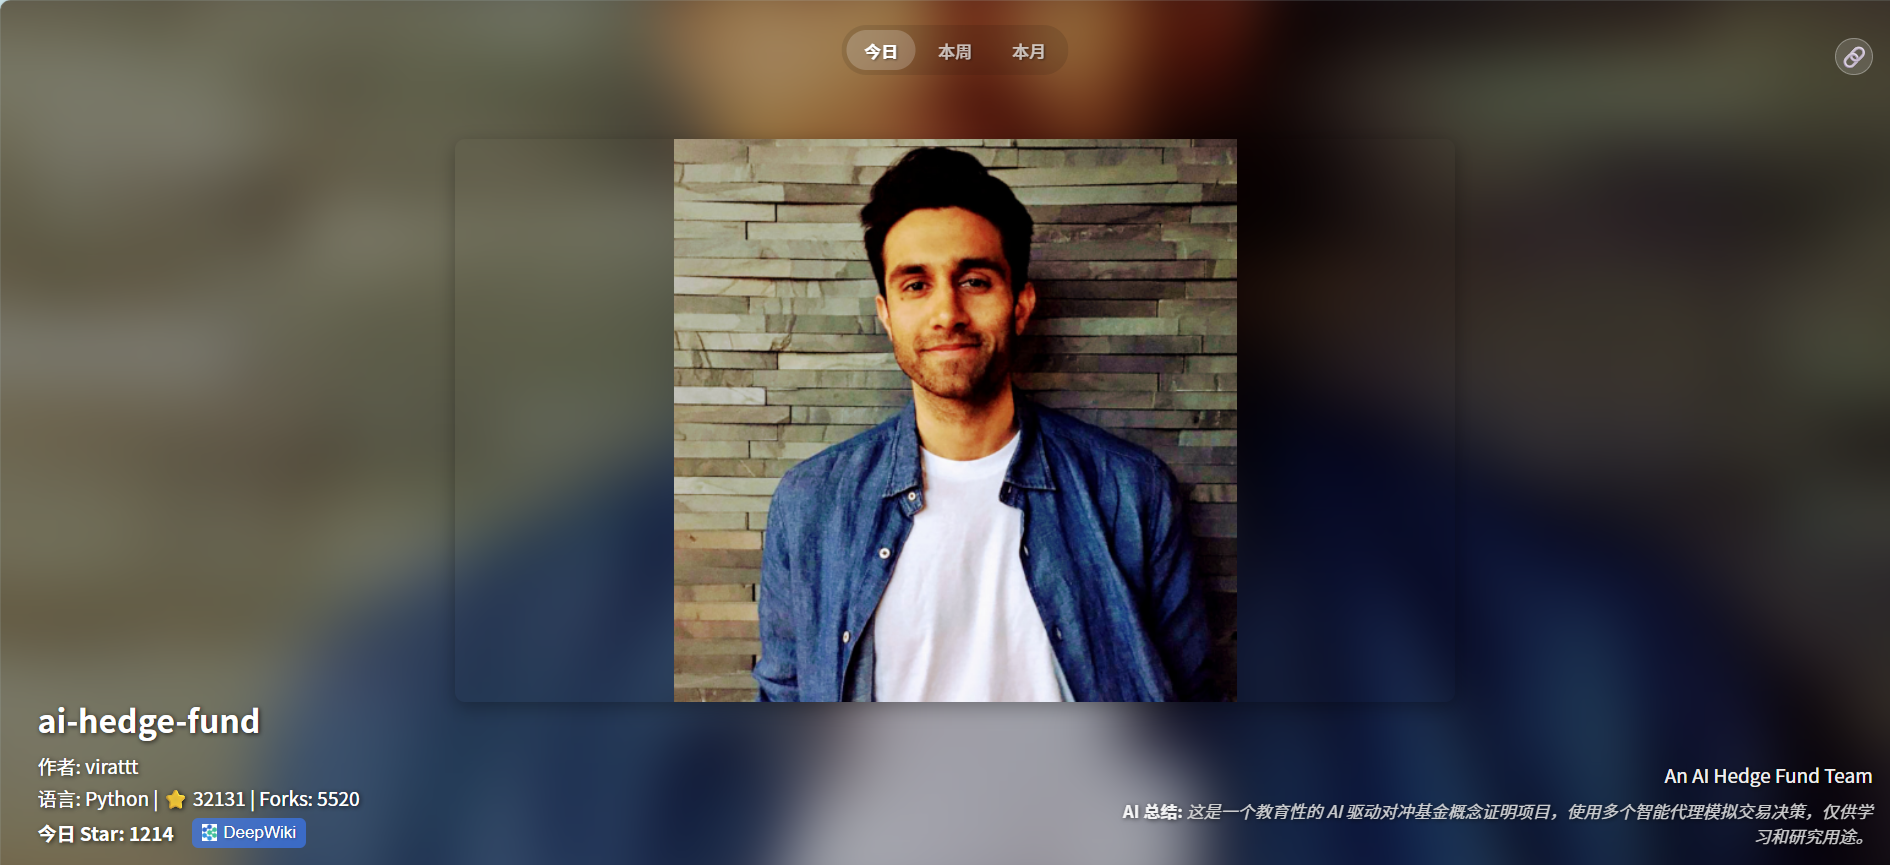 今日 本周 本月
ai-hedge-fund
作者: virattt
语言: Python | ⭐ 32131 | Forks: 5520
今日 Star: 1214 DeepWiki
An AI Hedge Fund Team
AI 总结: 这是一个教育性的 AI 驱动对冲基金概念证明项目，使用多个智能代理模拟交易决策，仅供学
习和研究用途。